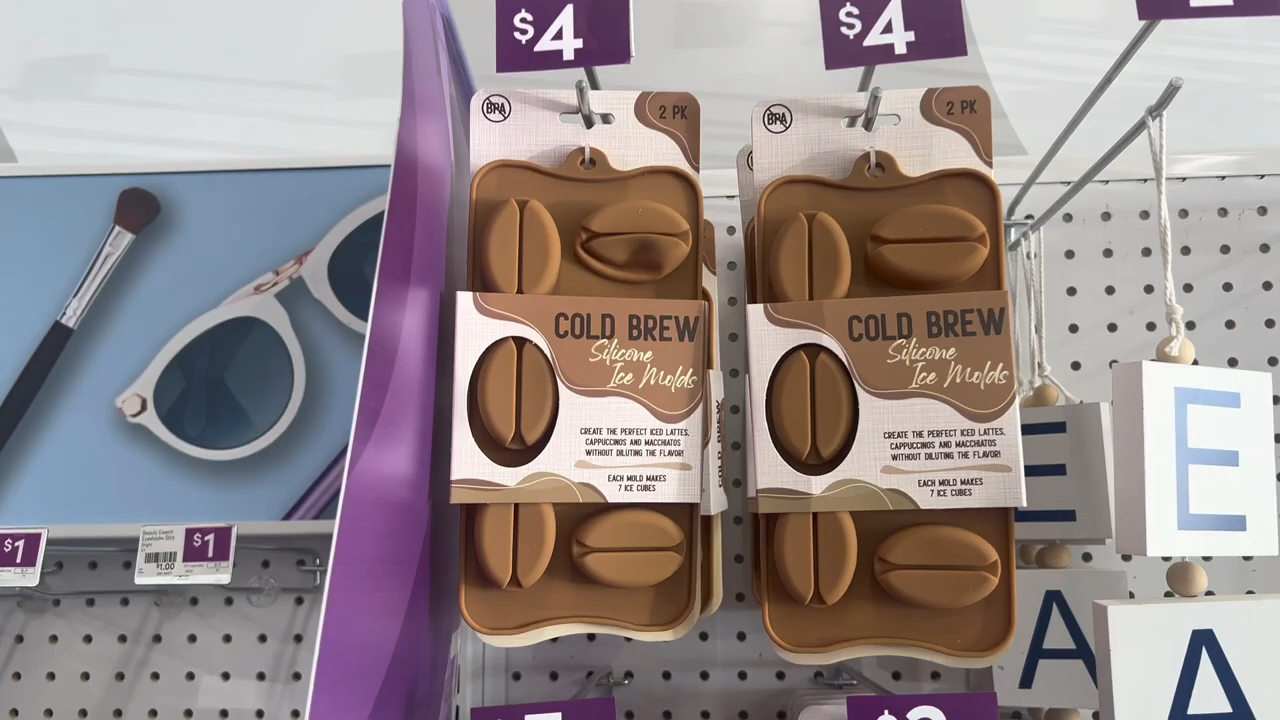 $4
$4
BPA
2 PK
COLD BREW
Silicone
Ice Molds
CREATE THE PERFECT ICED LATTES,
CAPPUCCINOS AND MACCHIATOS
WITHOUT DILUTING THE FLAVOR!
EACH MOLD MAKES
7 ICE CUBES
BPA
2 PK
COLD BREW
Silicone
Ice Molds
CREATE THE PERFECT ICED LATTES,
CAPPUCCINOS AND MACCHIATOS
WITHOUT DILUTING THE FLAVOR!
EACH MOLD MAKES
7 ICE CUBES
COLD BREW
E
E
A
A
$1
$1
$1.00